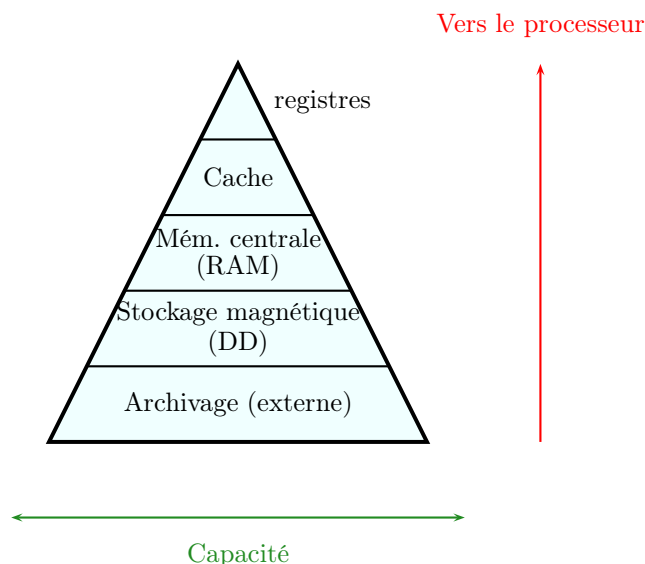 Vers le processeur
registres
Cache
Mém. centrale
(RAM)
Stockage magnétique
(DD)
Archivage (externe)
Capacité